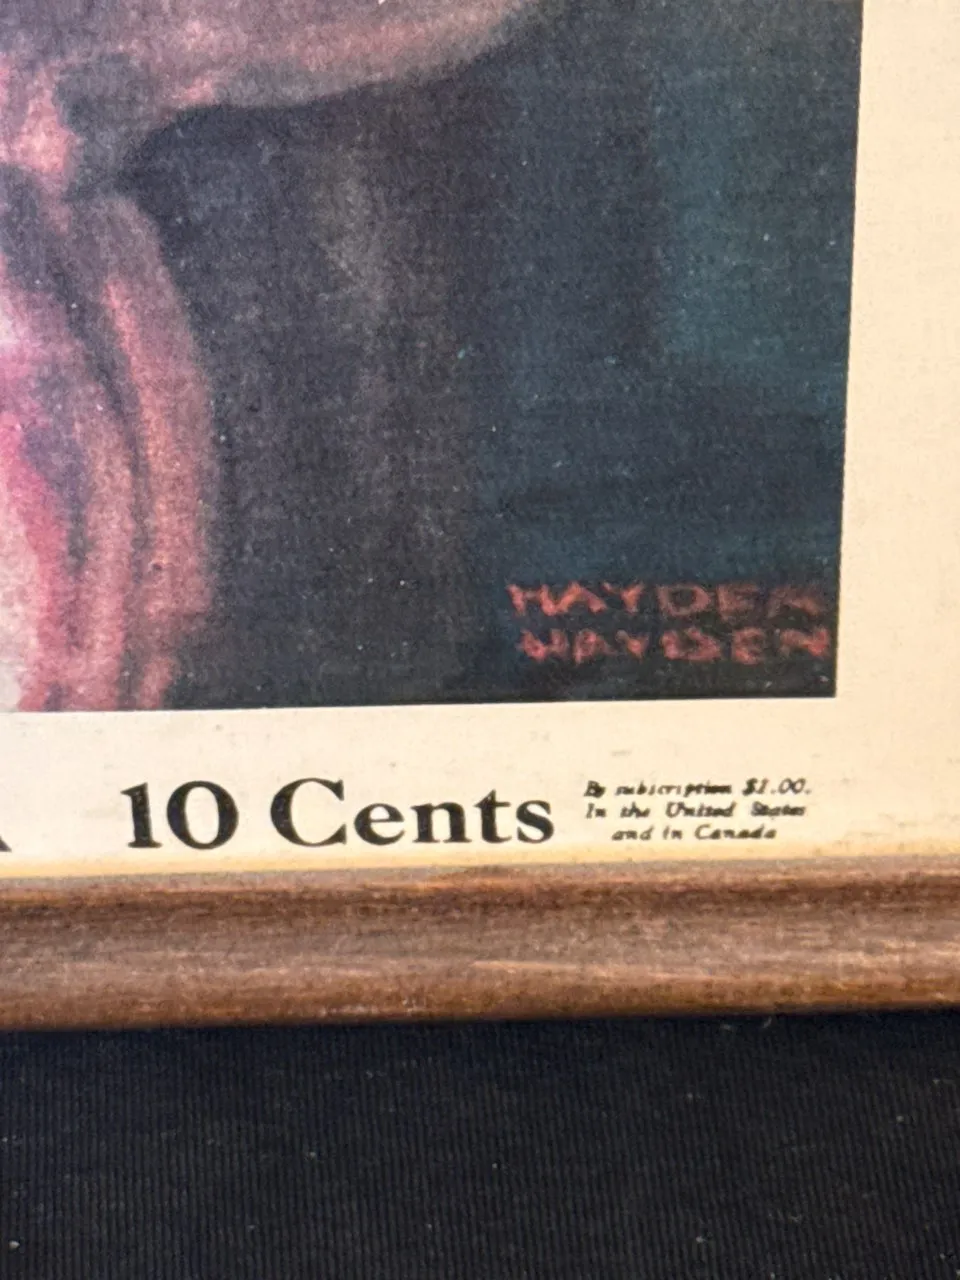 HAYDEN
HAYDEN
10 Cents
By subscription $1.00.
In the United States
and in Canada